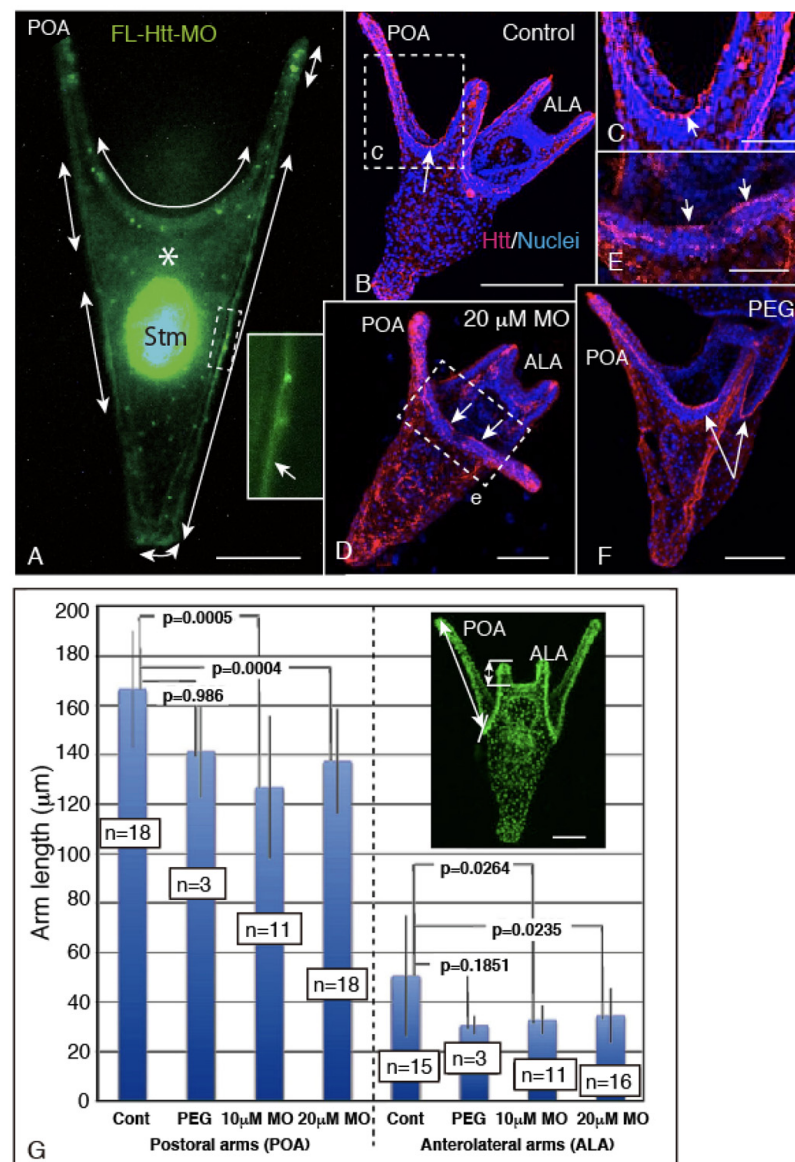 POA
FL-Htt-MO
*
Stm
A
POA
Control
ALA
c
Htt/Nuclei
B
C
E
POA
20 μM MO
ALA
e
D
PEG
POA
F
200
180
160
140
120
100
80
60
40
20
0
Arm length (μm)
p=0.0005
p=0.0004
p=0.986
n=18
n=3
n=11
n=18
POA
ALA
p=0.0264
p=0.0235
p=0.1851
n=15
n=3
n=11
n=16
Cont PEG 10μM MO 20μM MO Cont PEG 10μM MO 20μM MO
Postoral arms (POA) Anterolateral arms (ALA)
G